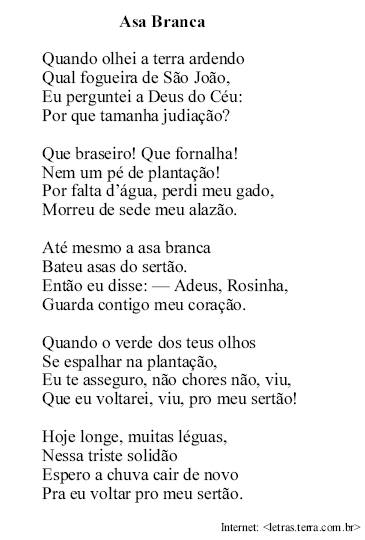 Asa Branca
Quando olhei a terra ardendo
Qual fogueira de São João,
Eu perguntei a Deus do Céu:
Por que tamanha judiação?
Que braseiro! Que fornalha!
Nem um pé de plantação!
Por falta d’água, perdi meu gado,
Morreu de sede meu alazão.
Até mesmo a asa branca
Bateu asas do sertão.
Então eu disse: — Adeus, Rosinha,
Guarda contigo meu coração.
Quando o verde dos teus olhos
Se espalhar na plantação,
Eu te asseguro, não chores não, viu,
Que eu voltarei, viu, pro meu sertão!
Hoje longe, muitas léguas,
Nessa triste solidão
Espero a chuva cair de novo
Pra eu voltar pro meu sertão.
Internet: <letras.terra.com.br>